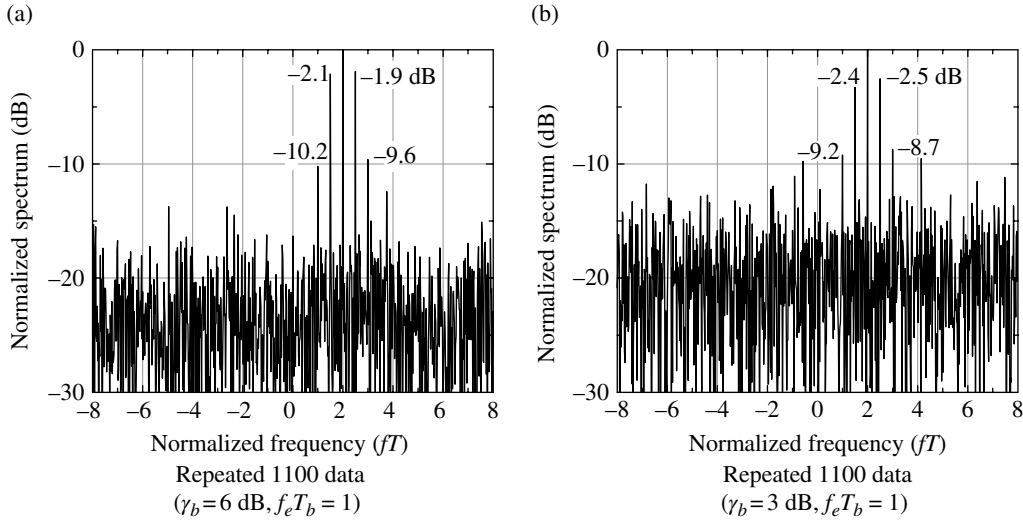 (a)
0
−10
−20
−30
Normalized spectrum (dB)
−2.1
−1.9 dB
−10.2
−9.6
−8 −6 −4 −2 0 2 4 6 8
Normalized frequency (fT)
Repeated 1100 data
(γb = 6 dB, feTb = 1)
(b)
0
−10
−20
−30
Normalized spectrum (dB)
−2.4
−2.5 dB
−9.2
−8.7
−8 −6 −4 −2 0 2 4 6 8
Normalized frequency (fT)
Repeated 1100 data
(γb = 3 dB, feTb = 1)